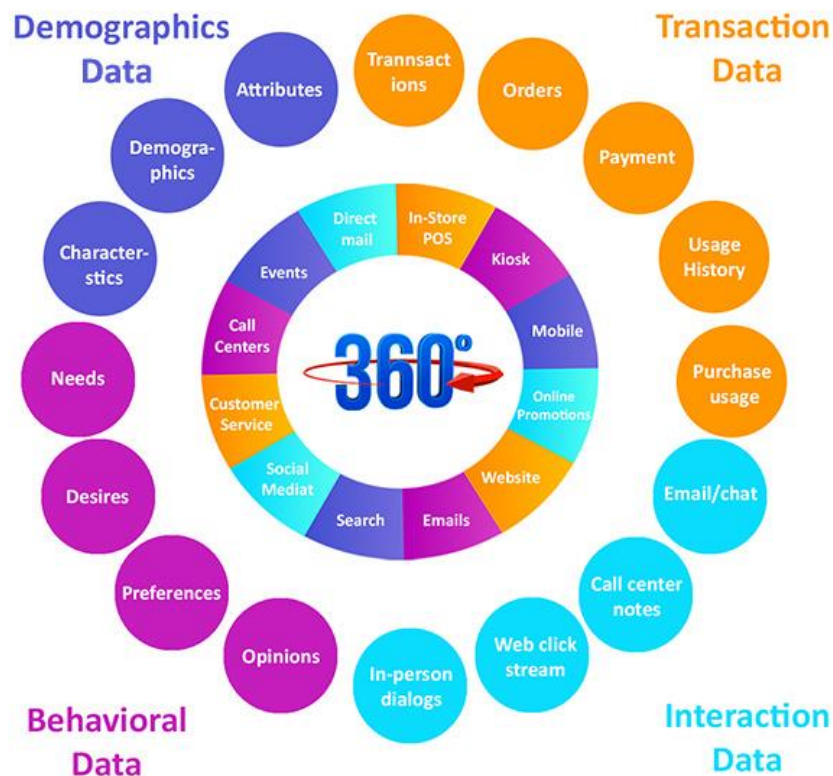 Demographics
Data
Transaction
Data
Attributes
Trannsact
ions
Orders
Demogra-
phics
Payment
Character-
stics
Usage
History
Needs
Purchase
usage
Desires
Email/chat
Preferences
Call center
notes
Opinions
In-person
dialogs
Web click
stream
Direct
mail
In-Store
POS
Kiosk
Mobile
Online
Promotions
Website
Emails
Search
Social
Mediat
Customer
Service
Call
Centers
Events
360°
Behavioral
Data
Interaction
Data